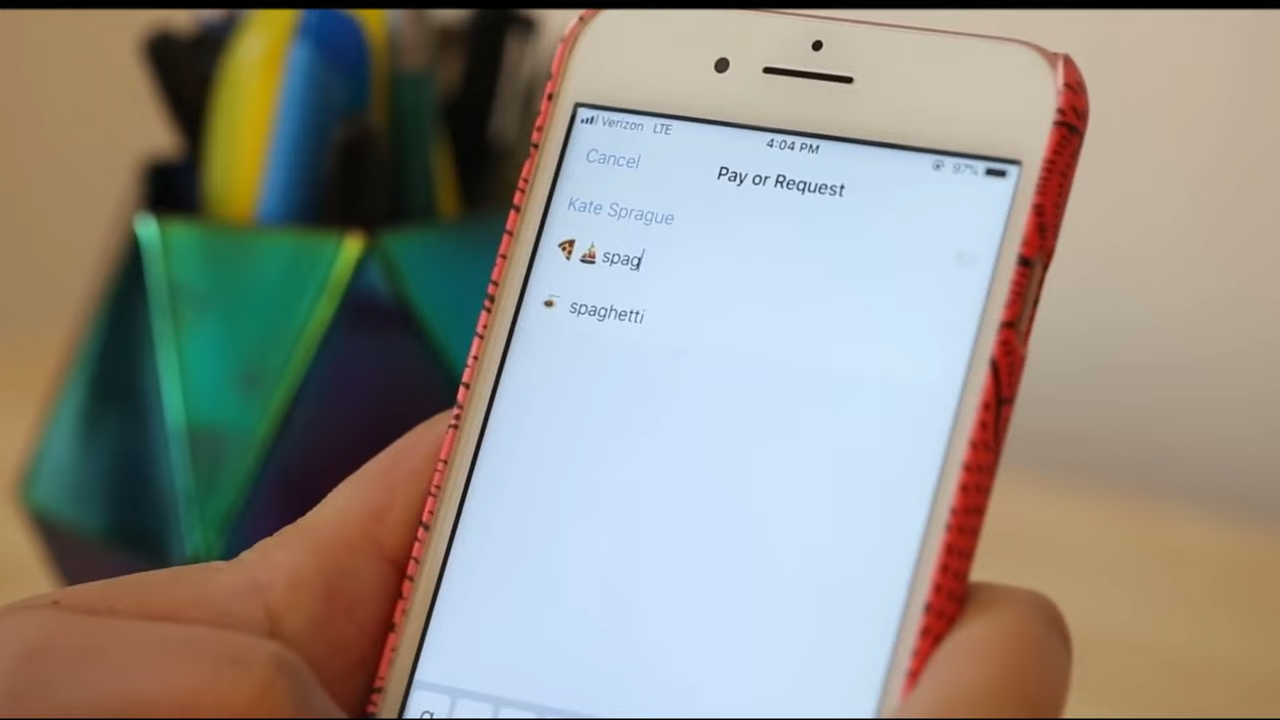 Verizon LTE 4:04 PM 97%
Cancel
Pay or Request
Kate Sprague
🍕 spag
spaghetti